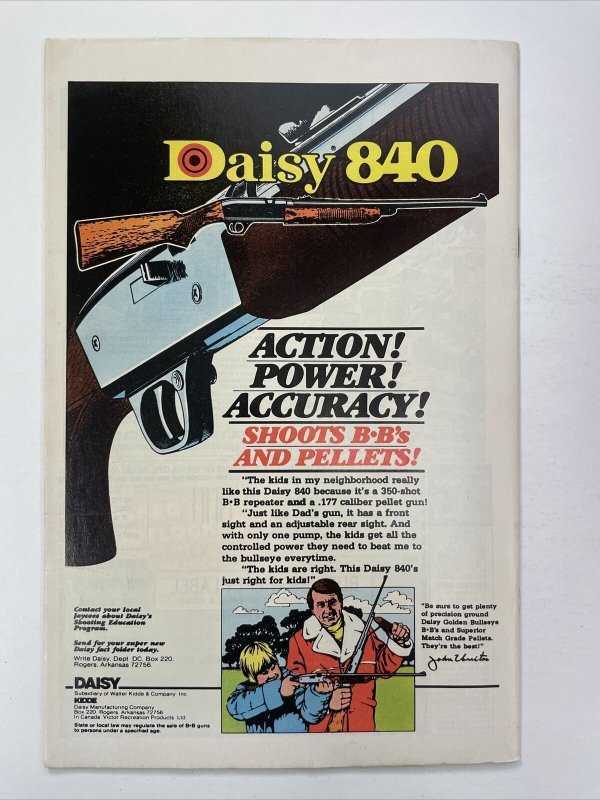 Daisy 840
ACTION!
POWER!
ACCURACY!
SHOOTS B•B's
AND PELLETS!
"The kids in my neighborhood really
like this Daisy 840 because it's a 350-shot
B•B repeater and a .177 caliber pellet gun!
"Just like Dad's gun, it has a front
sight and an adjustable rear sight. And
with only one pump, the kids get all the
controlled power they need to beat me to
the bullseye everytime.
"The kids are right. This Daisy 840's
just right for kids!"
Contact your local
Jaycees about Daisy's
Shooting Education
Program.
Send for your super new
Daisy fact folder today.
Write Daisy, Dept. DC, Box 220,
Rogers, Arkansas 72756.
DAISY
Subsidiary of Walter Kidde & Company, Inc.
KIDDE
Daisy Manufacturing Company
Box 220, Rogers, Arkansas 72756
In Canada: Victor Recreation Products Ltd.
State or local law may regulate the sale of B•B guns
to persons under a specified age.
"Be sure to get plenty
of precision ground
Daisy Golden Bullseye
B•B's and Superior
Match Grade Pellets.
They're the best!"